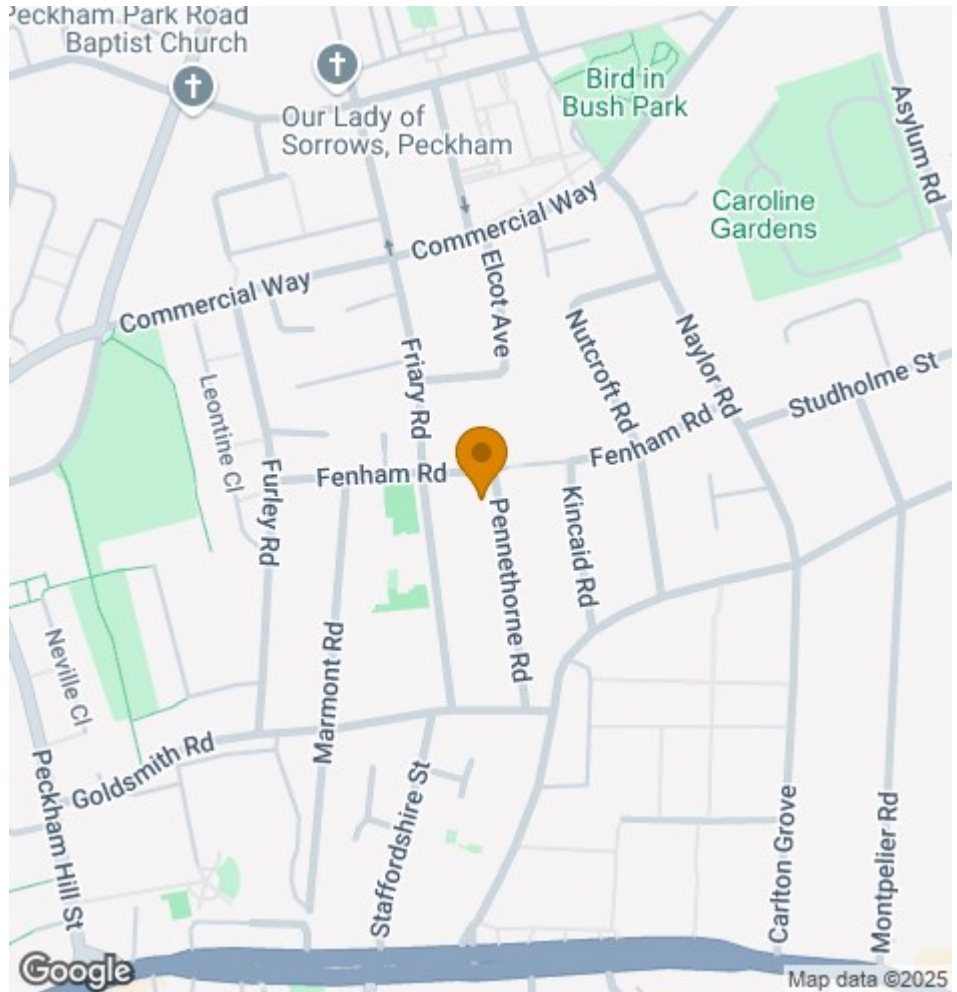 Peckham Park Road
Baptist Church
Our Lady of
Sorrows, Peckham
Bird in
Bush Park
Asylum Rd
Caroline
Gardens
Commercial Way
Commercial Way
Elcot Ave
Nutcroft Rd
Naylor Rd
Friary Rd
Leontine Cl
Studholme St
Fenham Rd
Fenham Rd
Furley Rd
Pennethorne Rd
Kincaid Rd
Neville Cl
Marmont Rd
Goldsmith Rd
Peckham Hill St
Staffordshire St
Carlton Grove
Montpelier Rd
Google
Map data ©2025